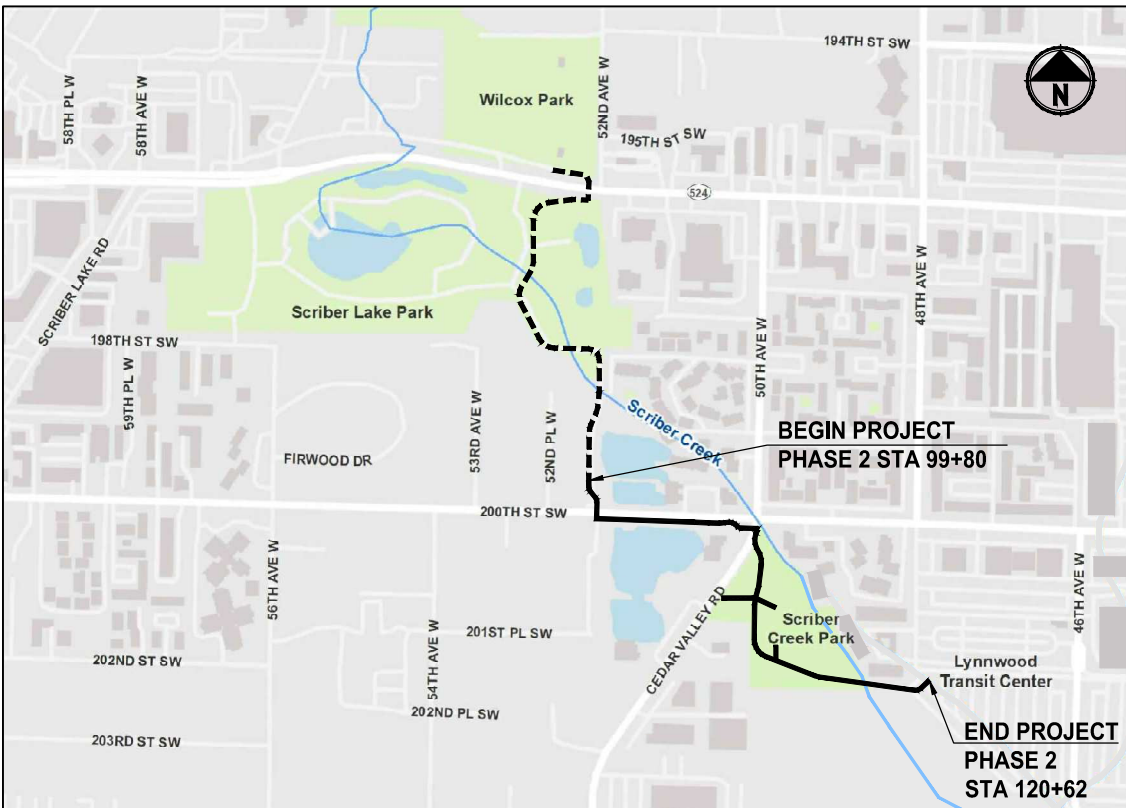 194TH ST SW
N
58TH PL W
58TH AVE W
Wilcox Park
52ND AVE W
195TH ST SW
524
SCRIBER LAKE RD
Scriber Lake Park
198TH ST SW
59TH PL W
48TH AVE W
50TH AVE W
53RD AVE W
52ND PL W
Scriber Creek
BEGIN PROJECT
PHASE 2 STA 99+80
FIRWOOD DR
200TH ST SW
56TH AVE W
46TH AVE W
CEDAR VALLEY RD
Scriber
Creek Park
201ST PL SW
54TH AVE W
202ND ST SW
Lynnwood
Transit Center
202ND PL SW
203RD ST SW
END PROJECT
PHASE 2
STA 120+62